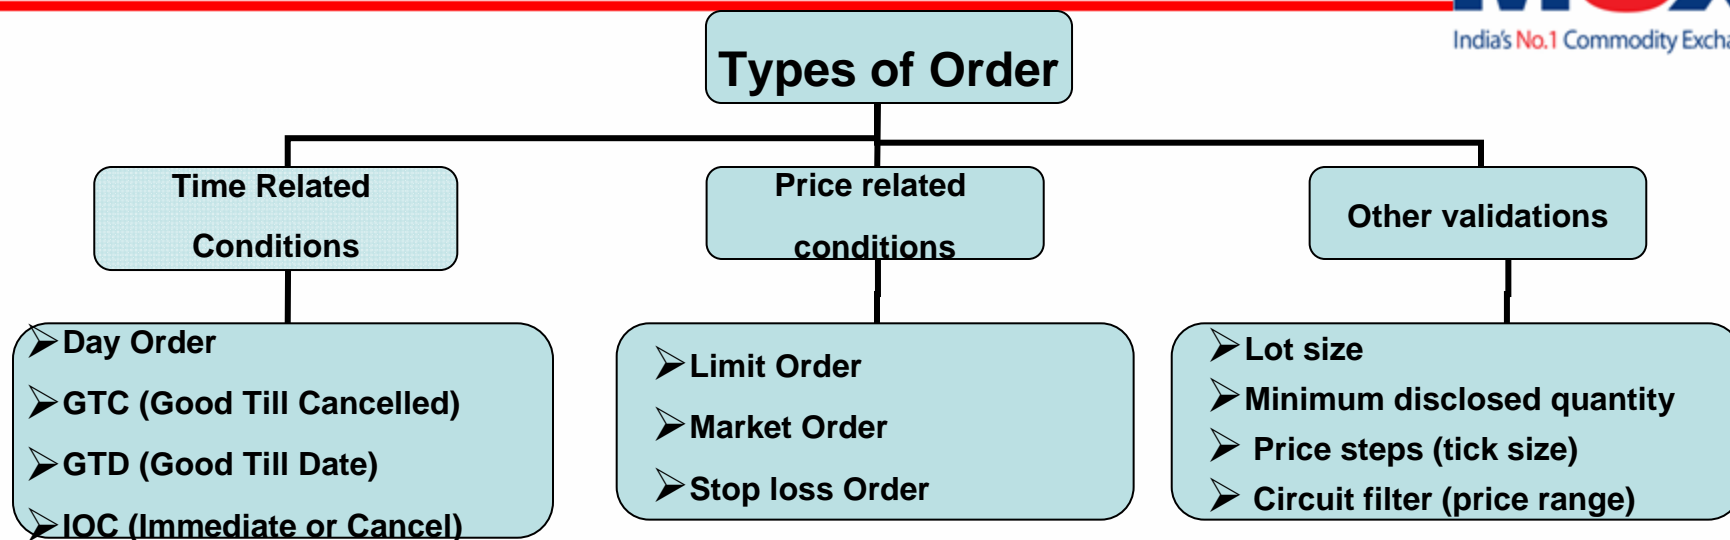 India's No.1 Commodity
Types of Order
Time Related
Conditions
Price related
conditions
Other validations
Day Order
GTC (Good Till Cancelled)
GTD (Good Till Date)
IOC (Immediate or Cancel)
Limit Order
Market Order
Stop loss Order
Lot size
Minimum disclosed quantity
Price steps (tick size)
Circuit filter (price range)